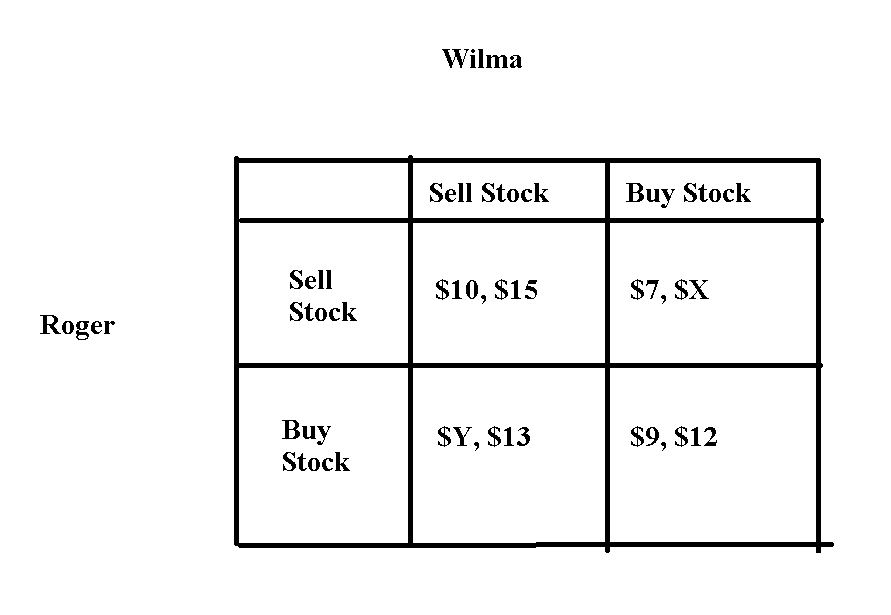 Wilma
Sell Stock
Buy Stock
Roger
Sell
Stock
$10, $15
$7, $X
Buy
Stock
$Y, $13
$9, $12